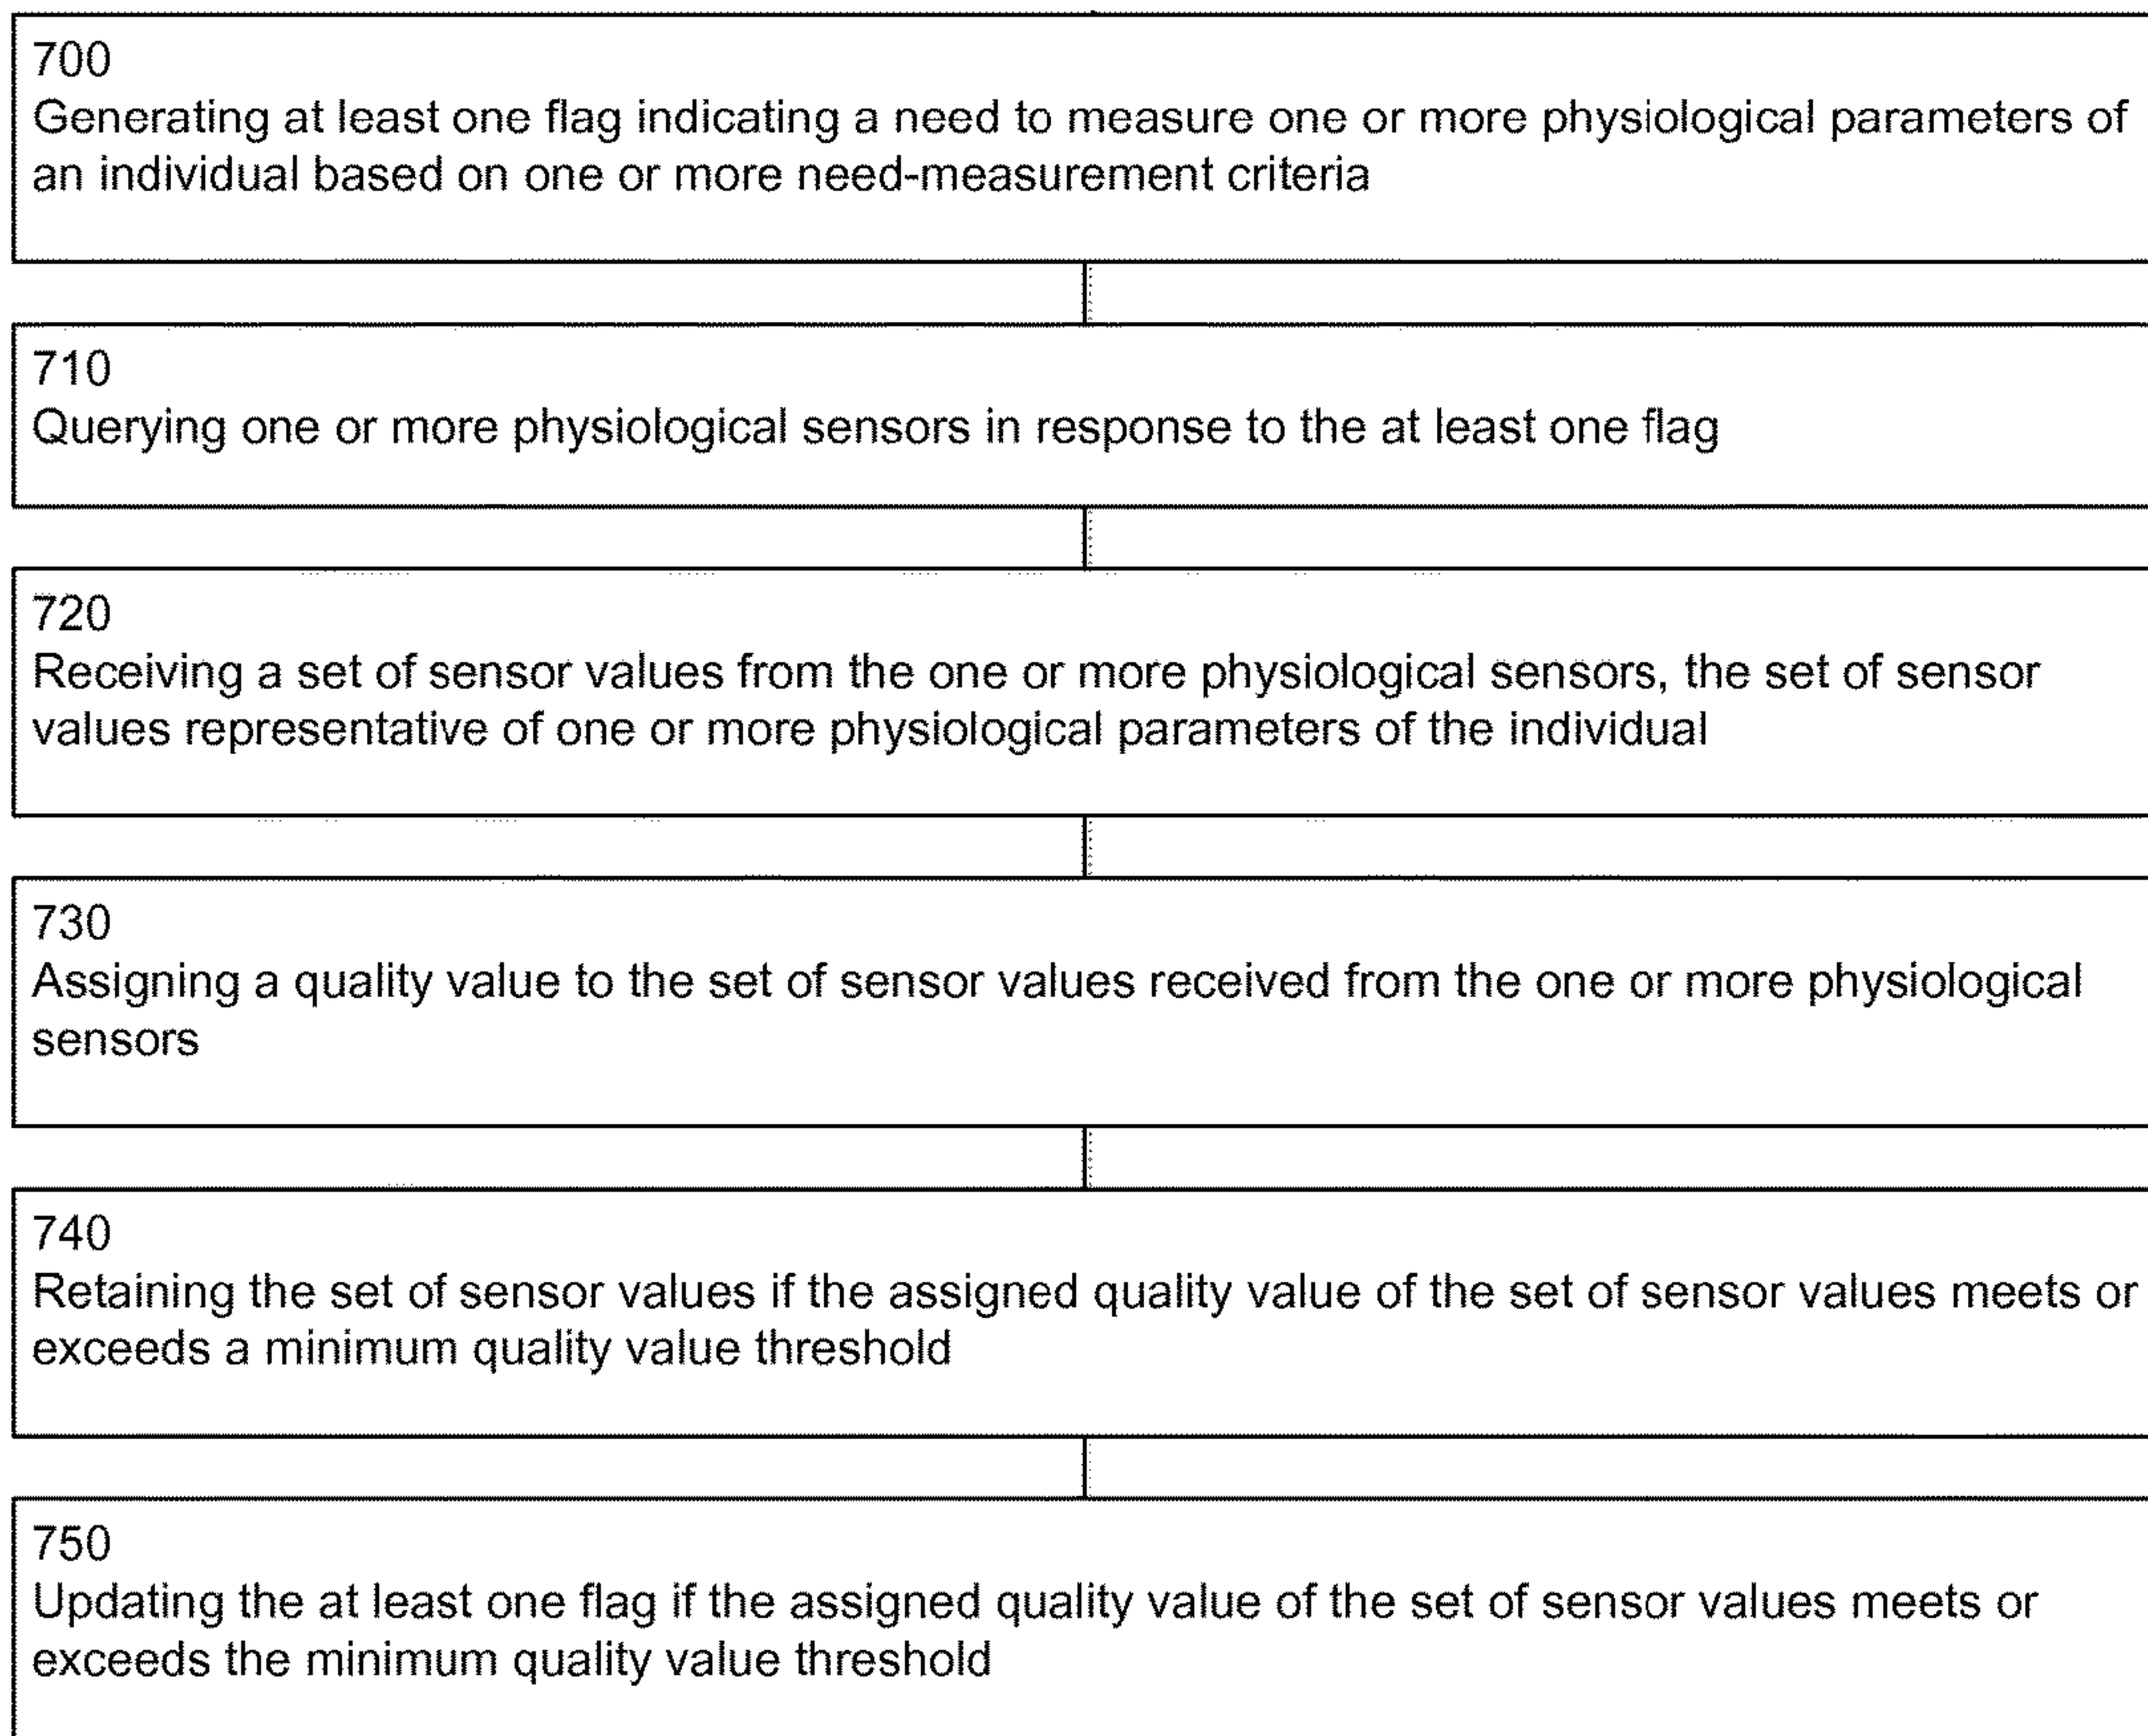 700
Generating at least one flag indicating a need to measure one or more physiological parameters of
an individual based on one or more need-measurement criteria
710
Querying one or more physiological sensors in response to the at least one flag
720
Receiving a set of sensor values from the one or more physiological sensors, the set of sensor
values representative of one or more physiological parameters of the individual
730
Assigning a quality value to the set of sensor values received from the one or more physiological
sensors
740
Retaining the set of sensor values if the assigned quality value of the set of sensor values meets or
exceeds a minimum quality value threshold
750
Updating the at least one flag if the assigned quality value of the set of sensor values meets or
exceeds the minimum quality value threshold